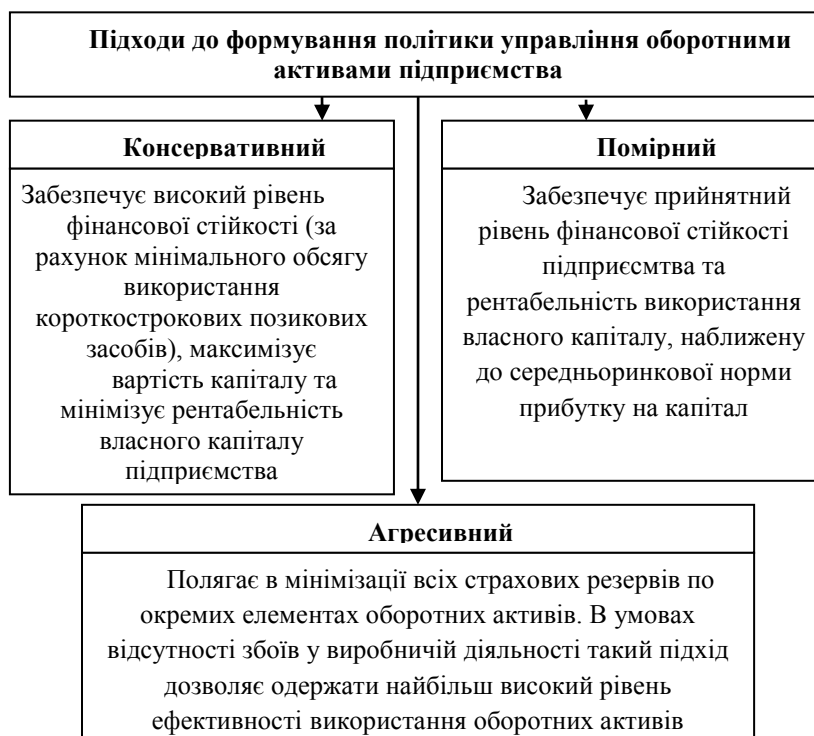 Підходи до формування політики управління оборотними
активами підприємства
Консервативний
Забезпечує високий рівень
фінансової стійкості (за
рахунок мінімального обсягу
використання
короткострокових позикових
засобів), максимізує
вартість капіталу та
мінімізує рентабельність
власного капіталу
підприємства
Помірний
Забезпечує прийнятний
рівень фінансової стійкості
підприєсмтва та
рентабельність використання
власного капіталу, наближену
до середньоринкової норми
прибутку на капітал
Агресивний
Полягає в мінімізації всіх страхових резервів по
окремих елементах оборотних активів. В умовах
відсутності збоїв у виробничій діяльності такий підхід
дозволяє одержати найбільш високий рівень
ефективності використання оборотних активів